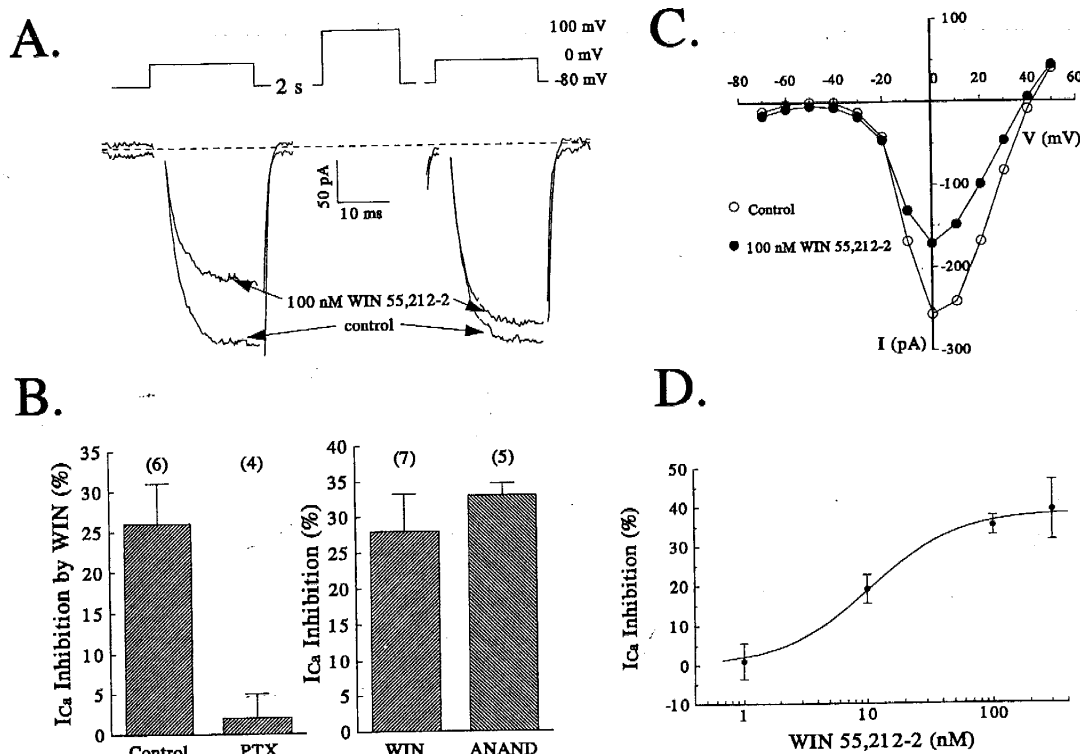 A.
100 mV
0 mV
-80 mV
2 s
50 pA
10 ms
100 nM WIN 55,212-2
control
C.
100
-80 -60 -40 -20 0 20 40 60
V (mV)
-100
-200
-300
I (pA)
Control
100 nM WIN 55,212-2
B.
ICa Inhibition by WIN (%)
35
30
25
20
15
10
5
0
(6) (4)
Control PTX
ICa Inhibition (%)
40
35
30
25
20
15
10
5
0
(7) (5)
WIN ANAND
D.
ICa Inhibition (%)
50
40
30
20
10
0
-10
1 10 100
WIN 55,212-2 (nM)